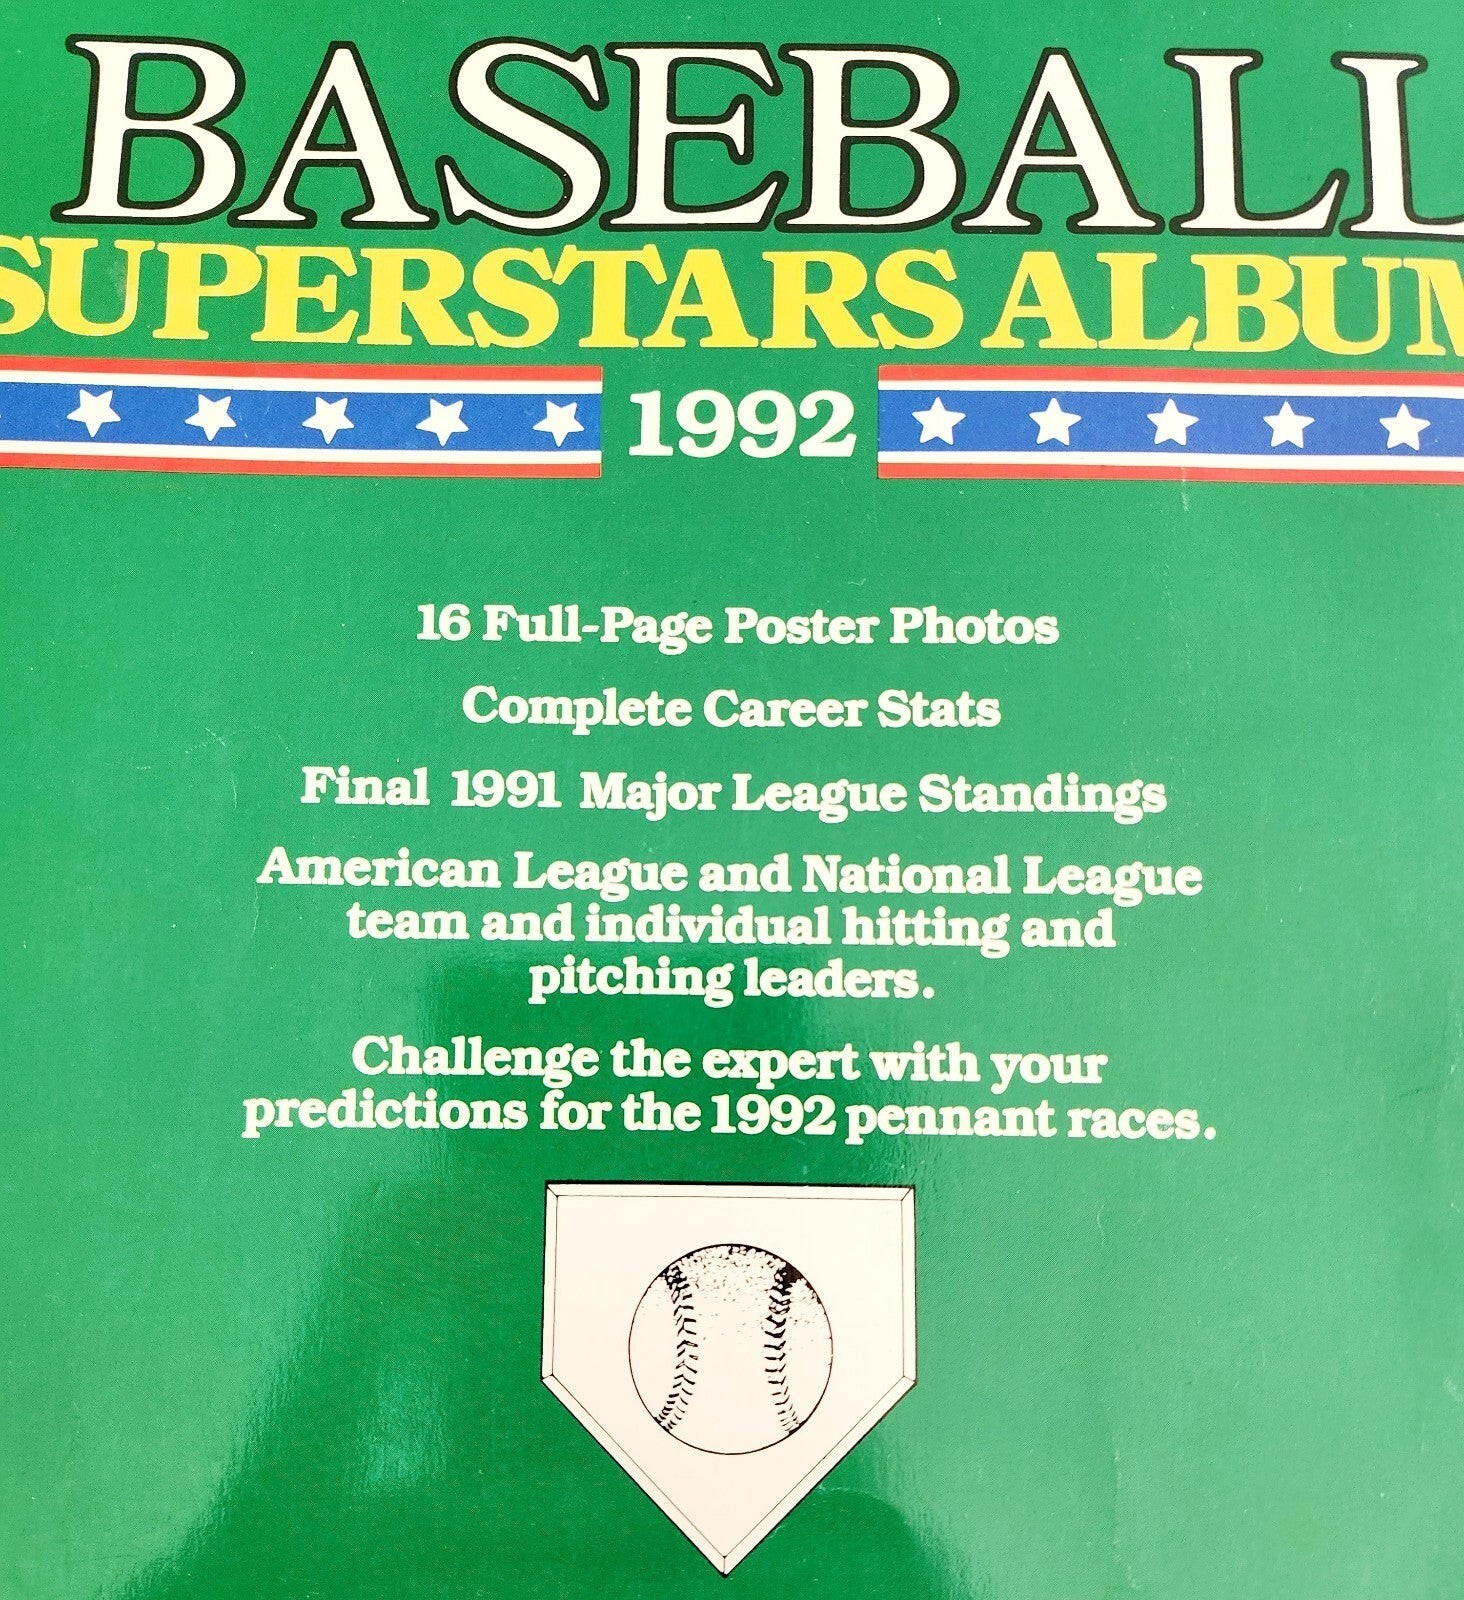 BASEBALL
SUPERSTARS ALBUM
1992
16 Full-Page Poster Photos
Complete Career Stats
Final 1991 Major League Standings
American League and National League
team and individual hitting and
pitching leaders.
Challenge the expert with your
predictions for the 1992 pennant races.